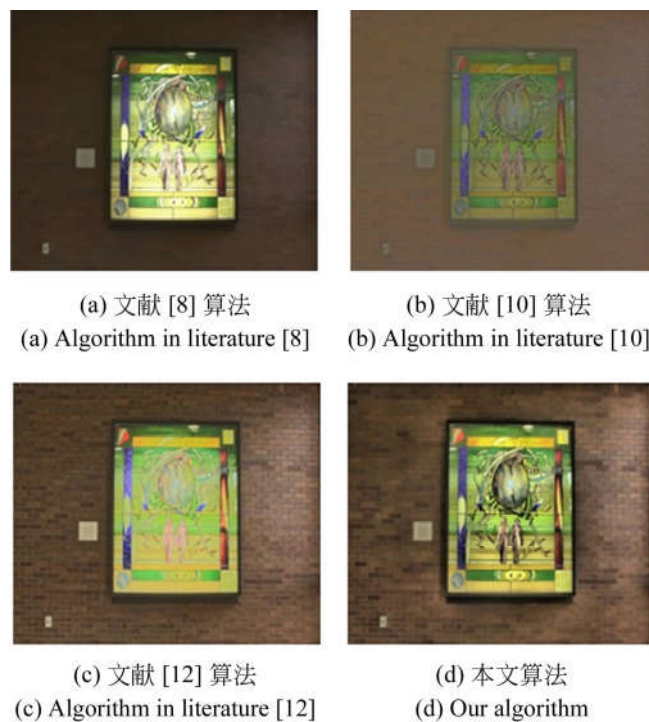 (a) 文献 [8] 算法
(a) Algorithm in literature [8]
(b) 文献 [10] 算法
(b) Algorithm in literature [10]
(c) 文献 [12] 算法
(c) Algorithm in literature [12]
(d) 本文算法
(d) Our algorithm